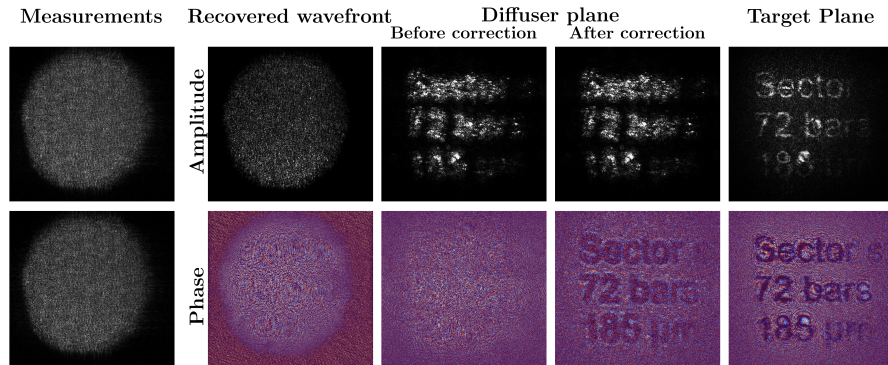 Measurements Recovered wavefront Diffuser plane Target Plane
Before correction After correction
Amplitude
Sector
72 bars
185
Phase
Sector
72 bars
185 µm
Sector s
72 bars
185 µm